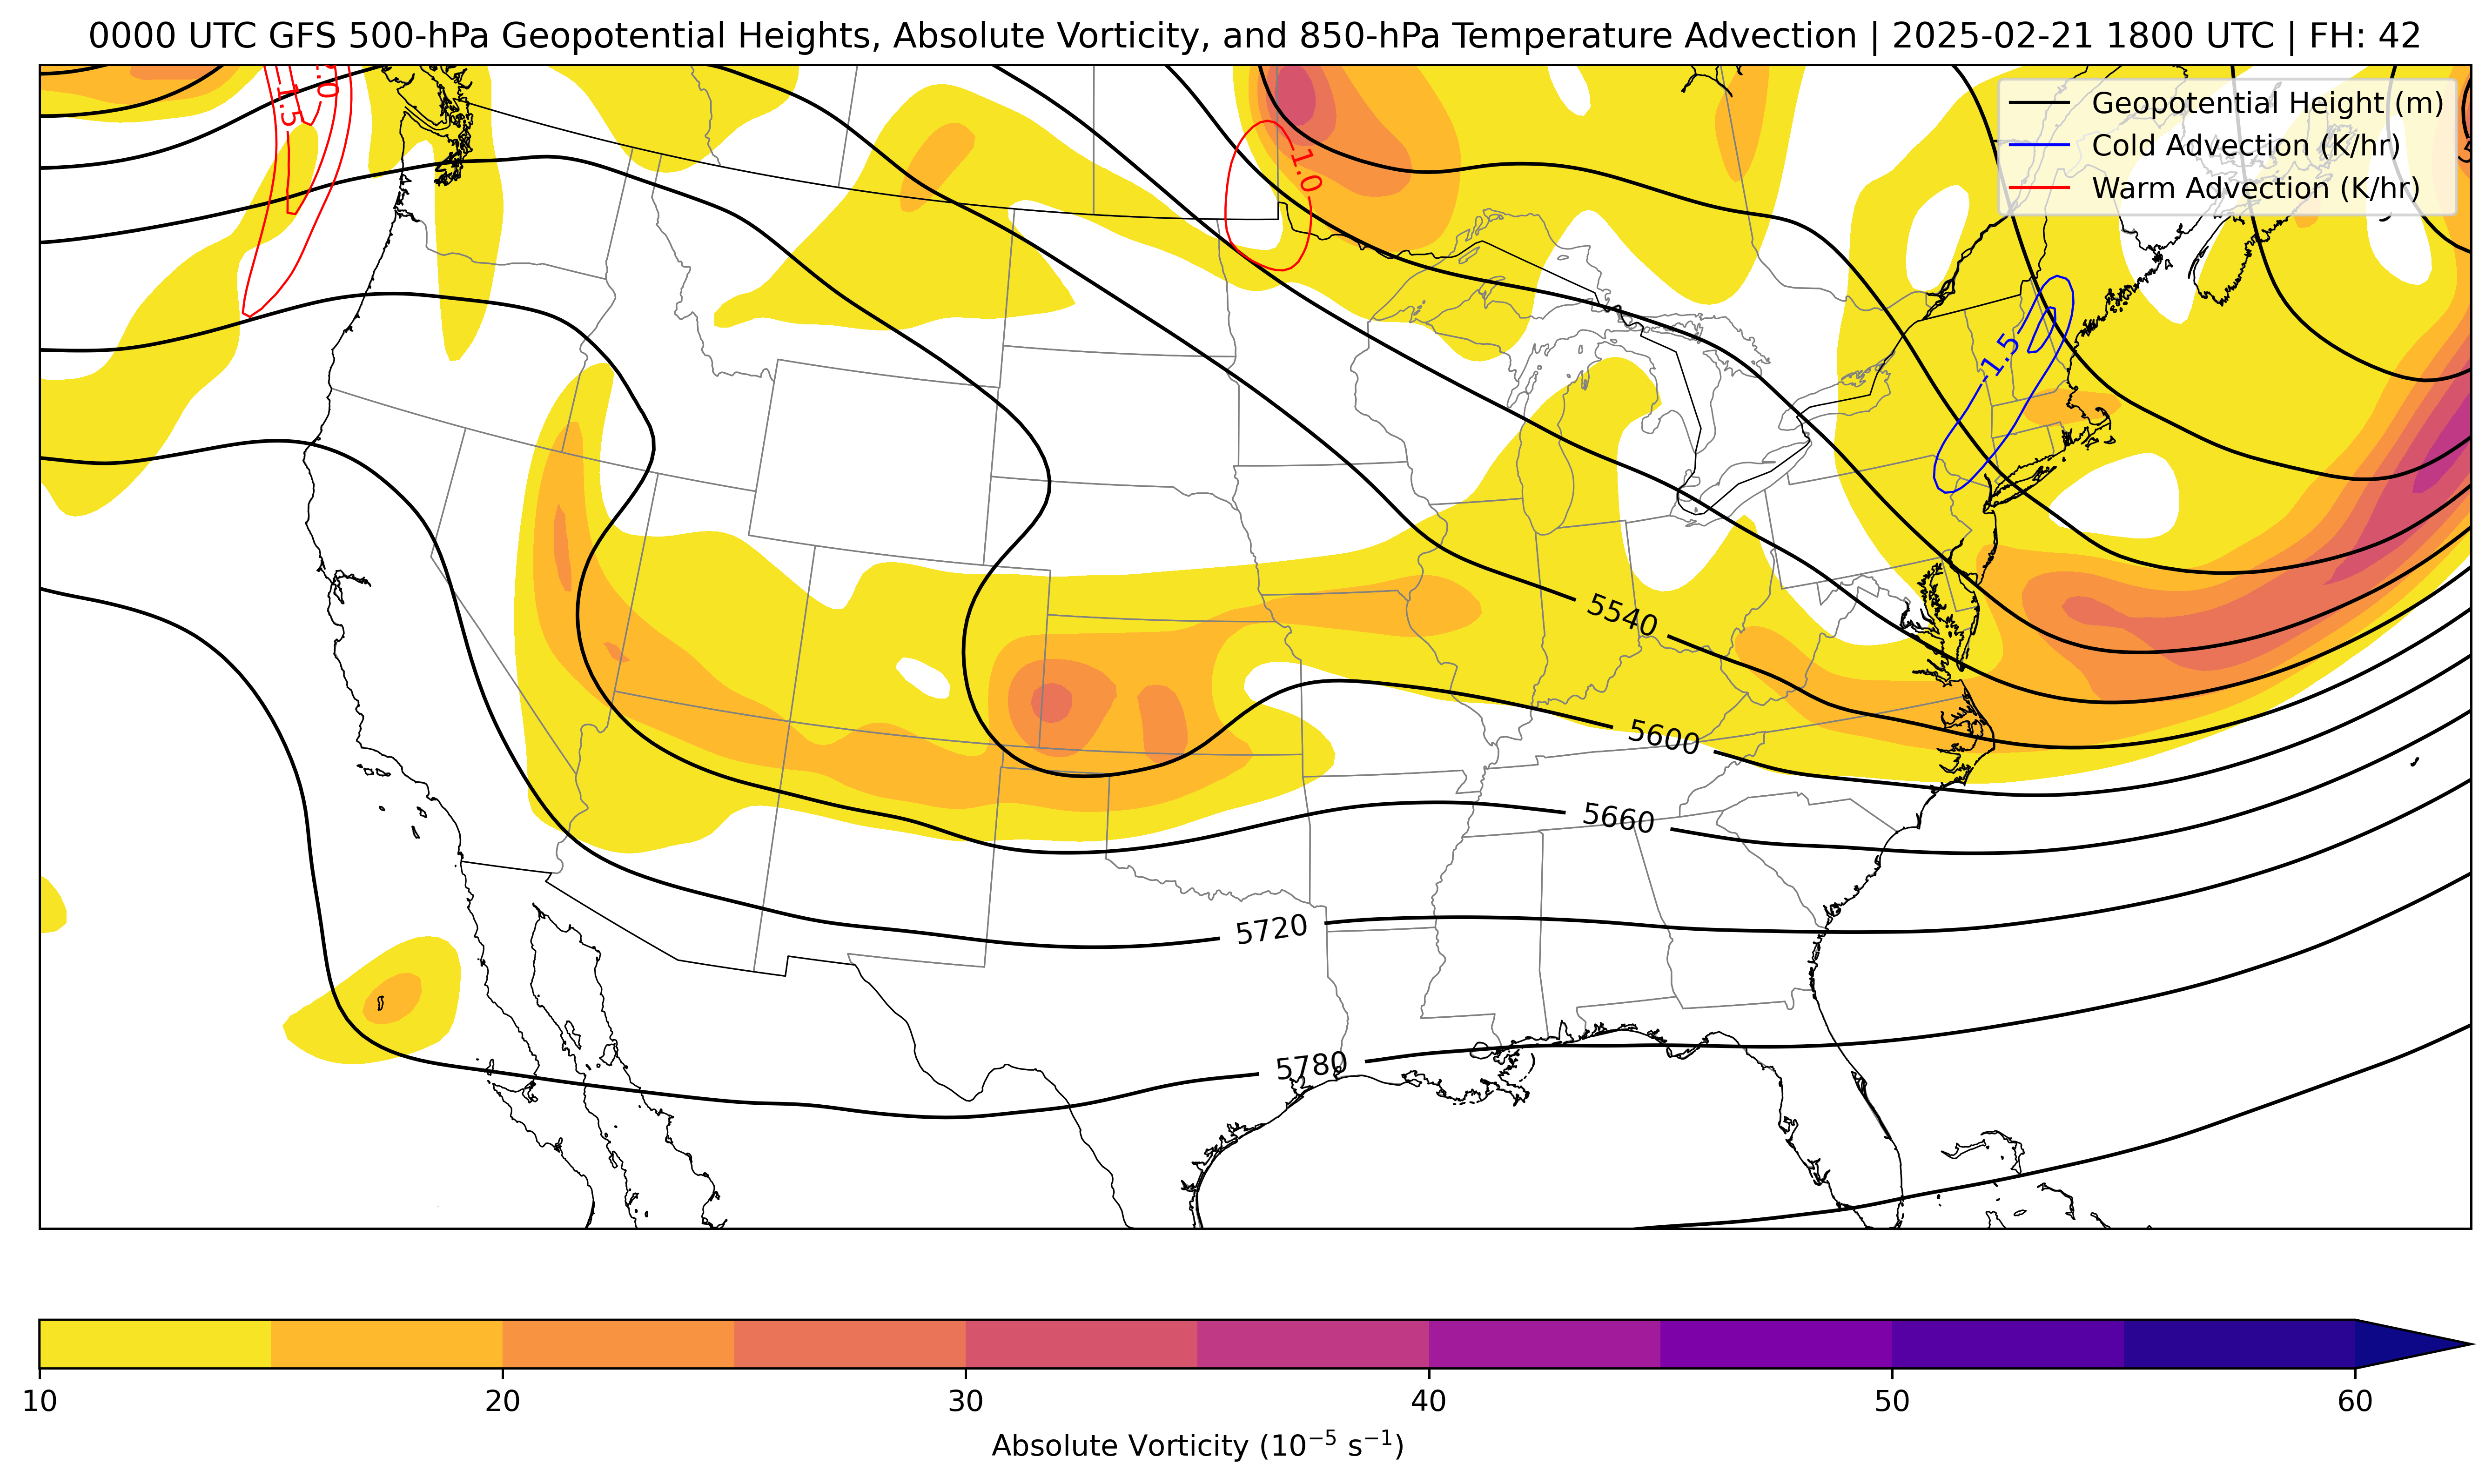 0000 UTC GFS 500-hPa Geopotential Heights, Absolute Vorticity, and 850-hPa Temperature Advection | 2025-02-21 1800 UTC | FH: 42
Geopotential Height (m)
Cold Advection (K/hr)
Warm Advection (K/hr)
1.5
1.0
-1.5
5540
5600
5660
5720
5780
10 20 30 40 50 60
Absolute Vorticity (10⁻⁵ s⁻¹)